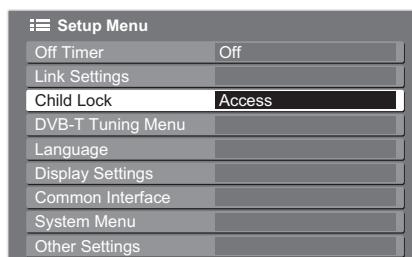 Setup Menu
Off Timer Off
Link Settings
Child Lock Access
DVB-T Tuning Menu
Language
Display Settings
Common Interface
System Menu
Other Settings